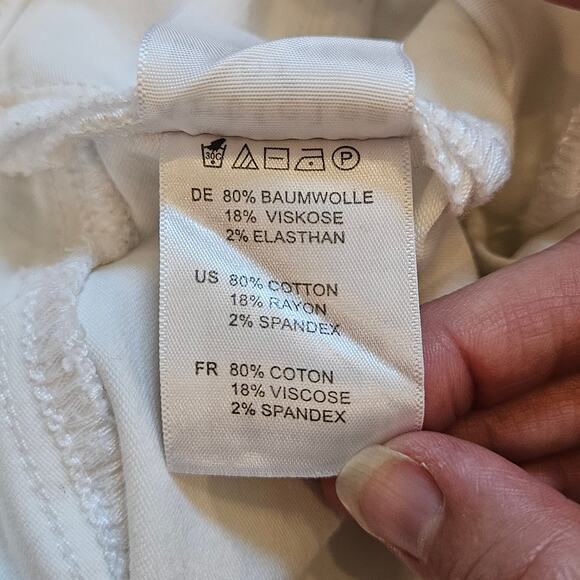 30C P
DE 80% BAUMWOLLE
18% VISKOSE
2% ELASTHAN
US 80% COTTON
18% RAYON
2% SPANDEX
FR 80% COTON
18% VISCOSE
2% SPANDEX